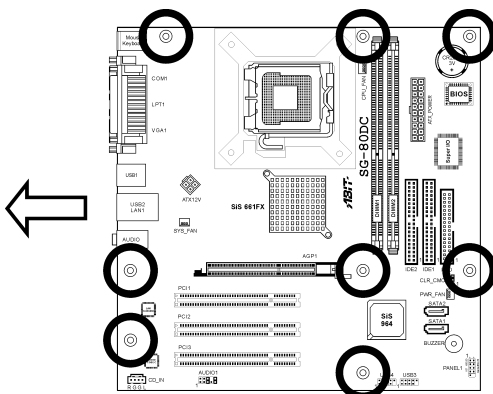 Mouse
Keyboard
COM1
LPT1
VGA1
USB1
USB2
LAN1
AUDIO
ATX12V
SYS_FAN
SiS 661FX
CPU_FAN
SG-80DC
ABIT
DIMM1
DIMM2
ATX_POWER
5V
BIOS
Super I/O
IDE2
IDE1
CLR_CMOS
PWR_FAN
SATA2
SATA1
SiS
964
BUZZER
PANEL1
AGP1
PCI1
PCI2
PCI3
AUDIO1
CD_IN
R G G L
USB3